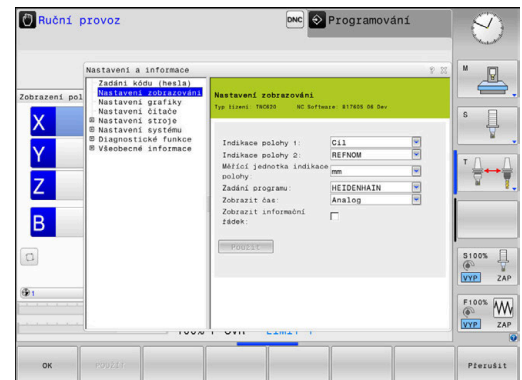 Ruční provoz
DNC
Programování
Nastavení a informace
Zobrazení pol
Zadání kódu (hesla)
Nastavení zobrazování
Nastavení grafiky
Nastavení čítače
Nastavení stroje
Nastavení systému
Diagnostické funkce
Všeobecné informace
Nastavení zobrazování
Typ řízení: TNC620 NC Software: 817605 06 Dev
Indikace polohy 1: Cíl
Indikace polohy 2: REFNOM
Měřící jednotka indikace polohy: mm
Zadání programu: HEIDENHAIN
Zobrazit čas: Analog
Zobrazit informační řádek:
Použít
X
Y
Z
B
1
M
S
T
S100%
VYP ZAP
F100%
VYP ZAP
OK
POUŽÍT
Přerušit